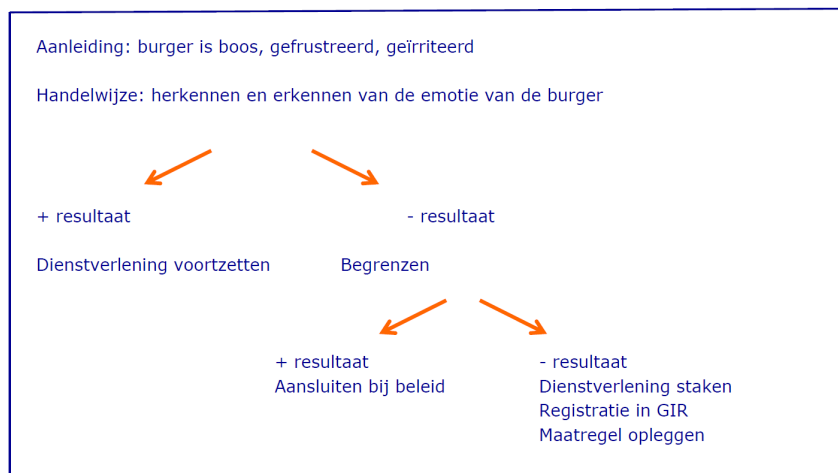 Aanleiding: burger is boos, gefrustreerd, geïrriteerd
Handelwijze: herkennen en erkennen van de emotie van de burger
+ resultaat
- resultaat
Dienstverlening voortzetten
Begrenzen
+ resultaat
Aansluiten bij beleid
- resultaat
Dienstverlening staken
Registratie in GIR
Maatregel opleggen